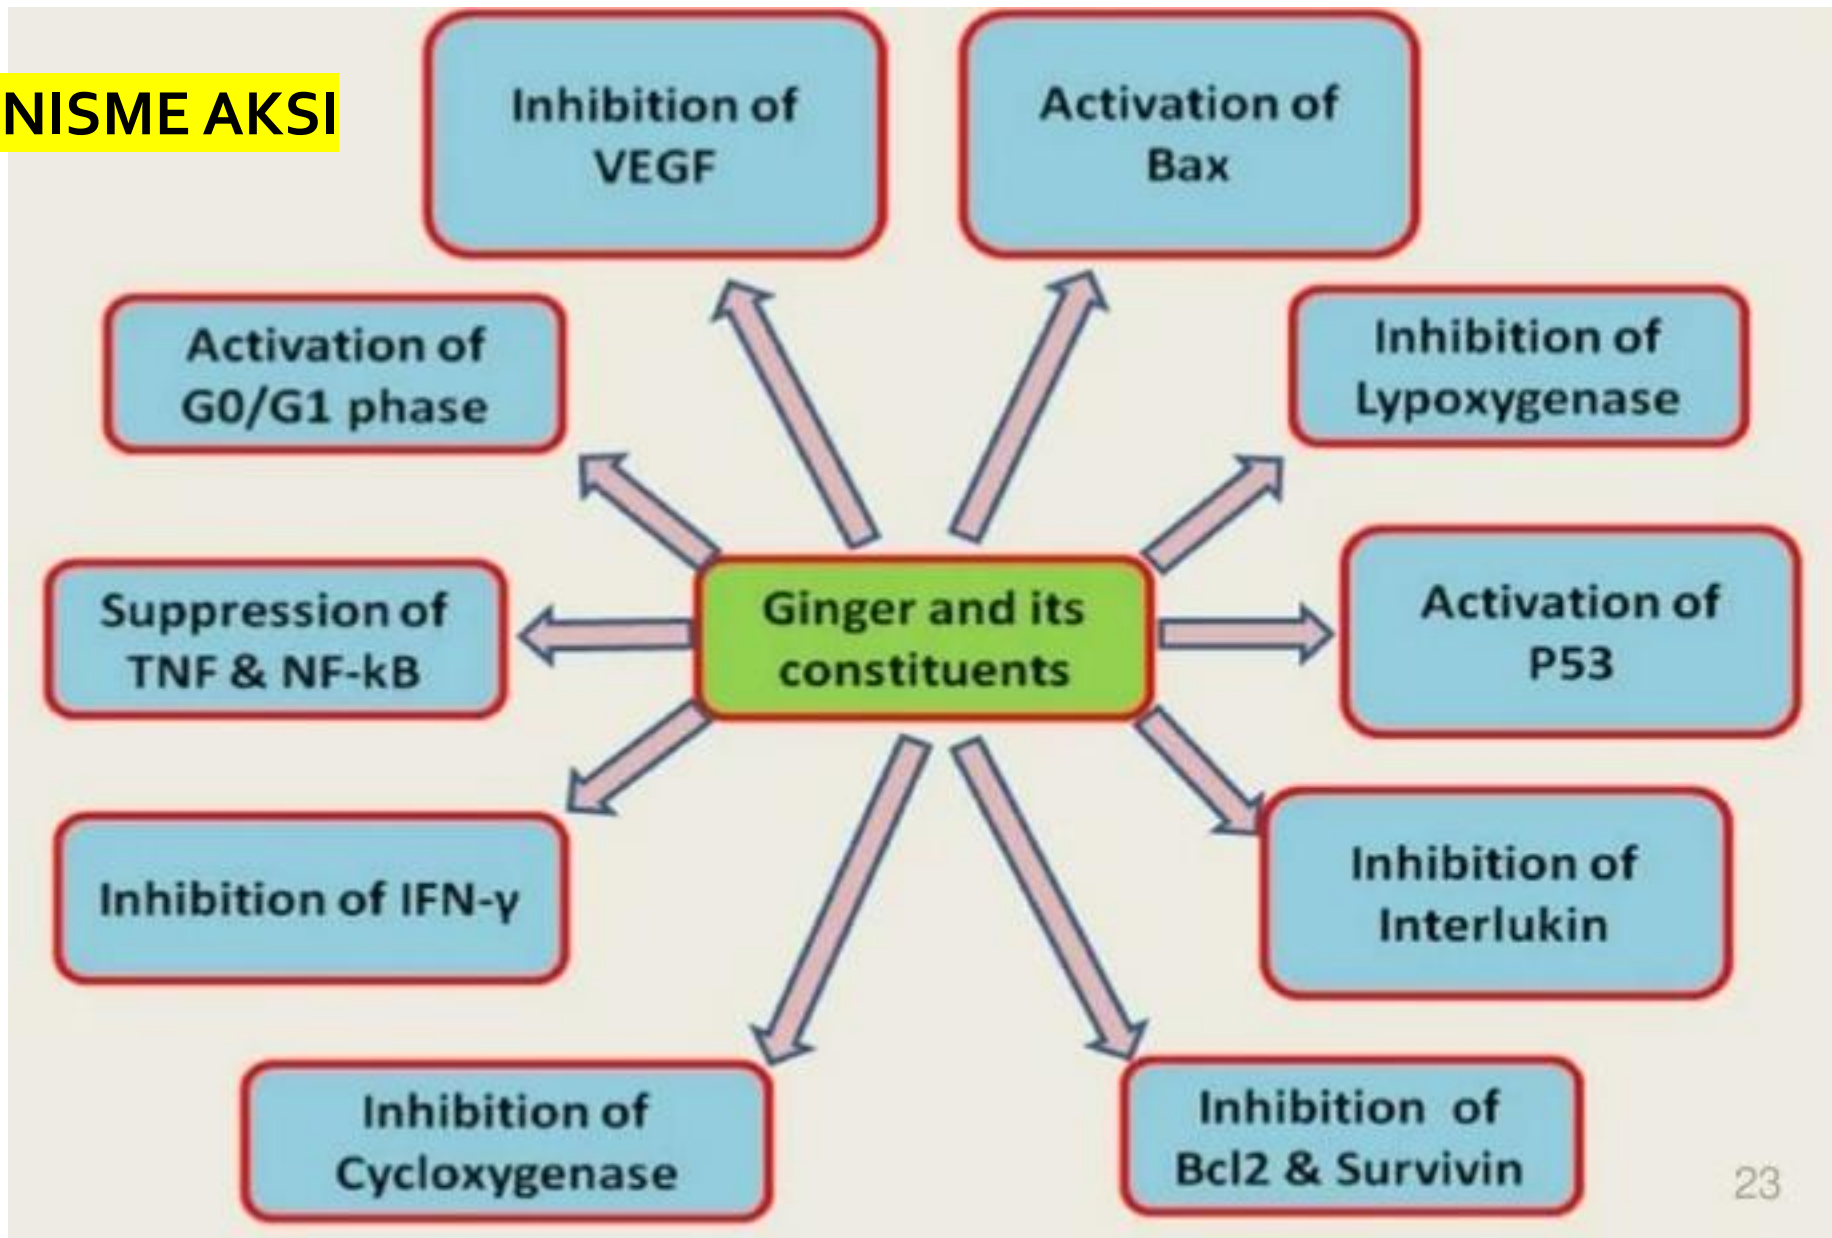 NISME AKSI
Inhibition of
VEGF
Activation of
Bax
Activation of
G0/G1 phase
Inhibition of
Lypoxygenase
Suppression of
TNF & NF-kB
Ginger and its
constituents
Activation of
P53
Inhibition of IFN-γ
Inhibition of
Interlukin
Inhibition of
Cycloxygenase
Inhibition of
Bcl2 & Survivin
23